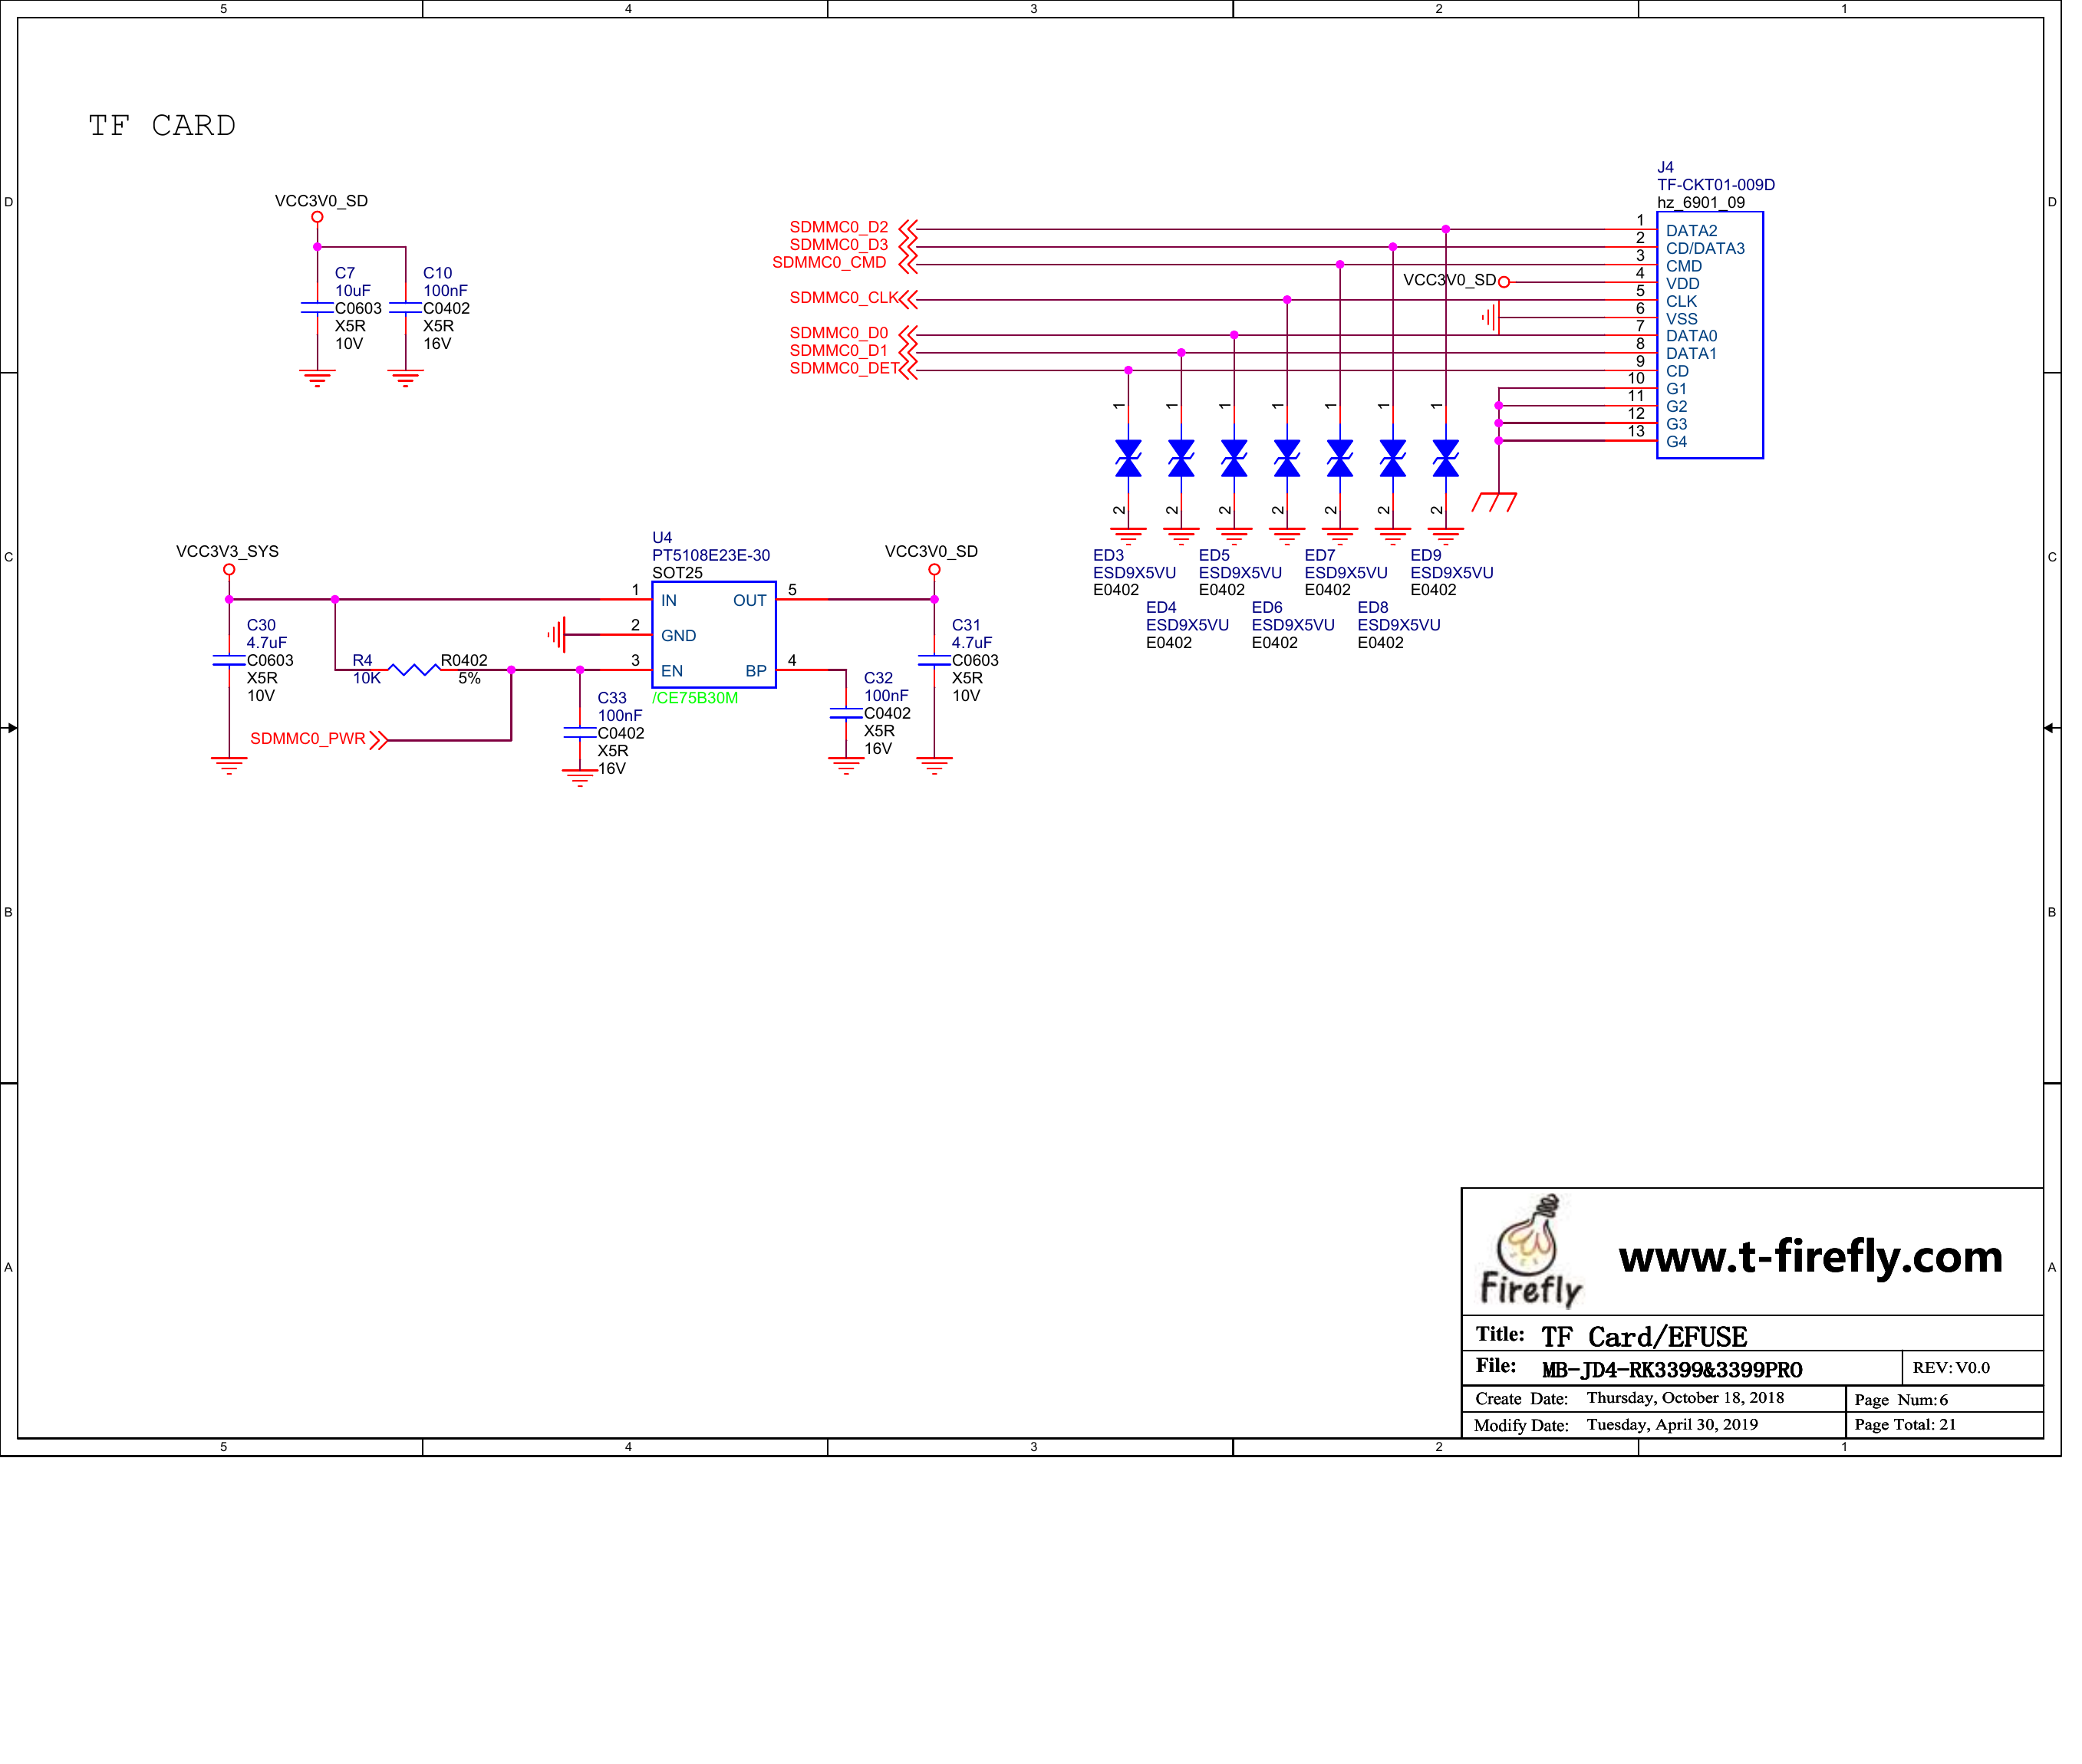 5 4 3 2 1
TF CARD
D D
VCC3V0_SD
C7
10uF
C0603
X5R
10V
C10
100nF
C0402
X5R
16V
SDMMC0_D2
SDMMC0_D3
SDMMC0_CMD
SDMMC0_CLK
SDMMC0_D0
SDMMC0_D1
SDMMC0_DET
VCC3V0_SD
J4
TF-CKT01-009D
hz_6901_09
1 DATA2
2 CD/DATA3
3 CMD
4 VDD
5 CLK
6 VSS
7 DATA0
8 DATA1
9 CD
10 G1
11 G2
12 G3
13 G4
1 1 1 1 1 1 1
2 2 2 2 2 2 2
ED3
ESD9X5VU
E0402
ED5
ESD9X5VU
E0402
ED7
ESD9X5VU
E0402
ED9
ESD9X5VU
E0402
ED4
ESD9X5VU
E0402
ED6
ESD9X5VU
E0402
ED8
ESD9X5VU
E0402
C C
VCC3V3_SYS
C30
4.7uF
C0603
X5R
10V
R4
10K
R0402
5%
SDMMC0_PWR
C33
100nF
C0402
X5R
16V
U4
PT5108E23E-30
SOT25
1 IN OUT 5
2 GND
3 EN BP 4
/CE75B30M
VCC3V0_SD
C32
100nF
C0402
X5R
16V
C31
4.7uF
C0603
X5R
10V
B B
A A
Firefly
www.t-firefly.com
Title: TF Card/EFUSE
File: MB-JD4-RK3399&3399PRO REV: V0.0
Create Date: Thursday, October 18, 2018 Page Num: 6
Modify Date: Tuesday, April 30, 2019 Page Total: 21
5 4 3 2 1